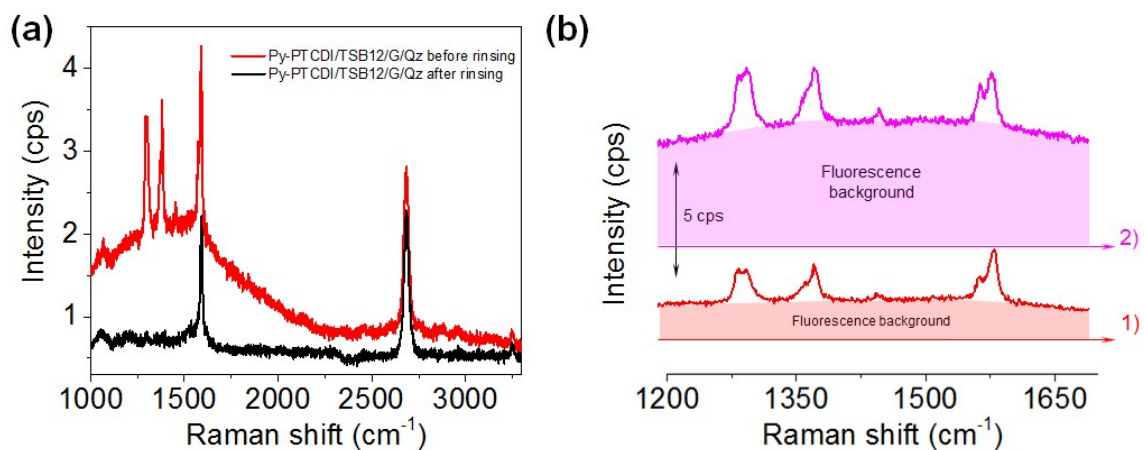 (a)
Py-PTCDI/TSB12/G/Qz before rinsing
Py-PTCDI/TSB12/G/Qz after rinsing
4
3
2
1
Intensity (cps)
1000 1500 2000 2500 3000
Raman shift (cm⁻¹)
(b)
Fluorescence
background
5 cps
2)
Fluorescence background
1)
Intensity (cps)
1200 1350 1500 1650
Raman shift (cm⁻¹)